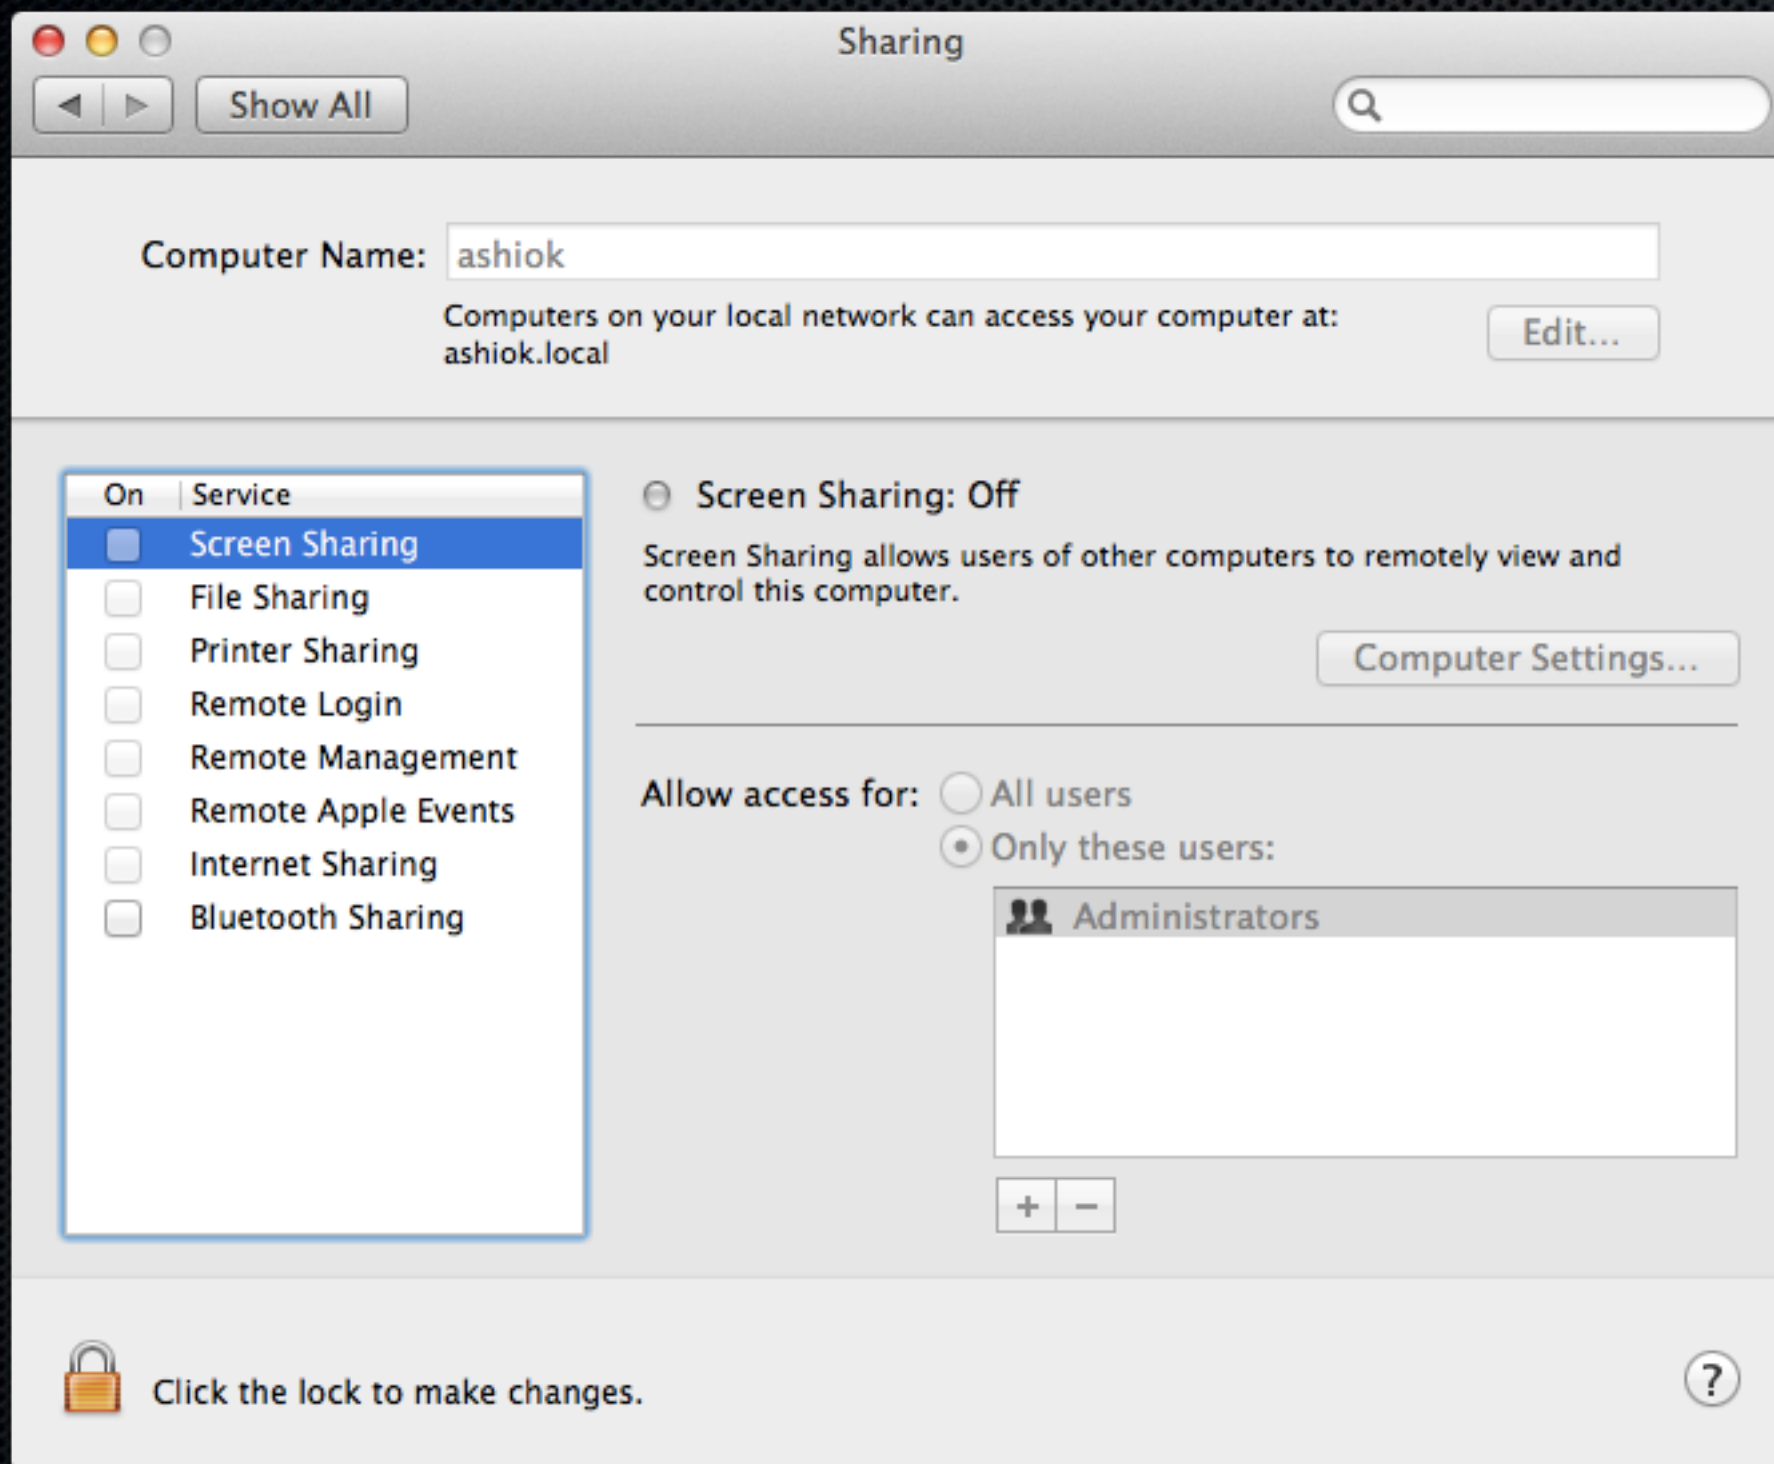 Sharing
Show All
Computer Name: ashiok
Computers on your local network can access your computer at:
ashiok.local
Edit...
On Service
Screen Sharing
File Sharing
Printer Sharing
Remote Login
Remote Management
Remote Apple Events
Internet Sharing
Bluetooth Sharing
Screen Sharing: Off
Screen Sharing allows users of other computers to remotely view and
control this computer.
Computer Settings...
Allow access for: All users
Only these users:
Administrators
+ −
Click the lock to make changes.
?